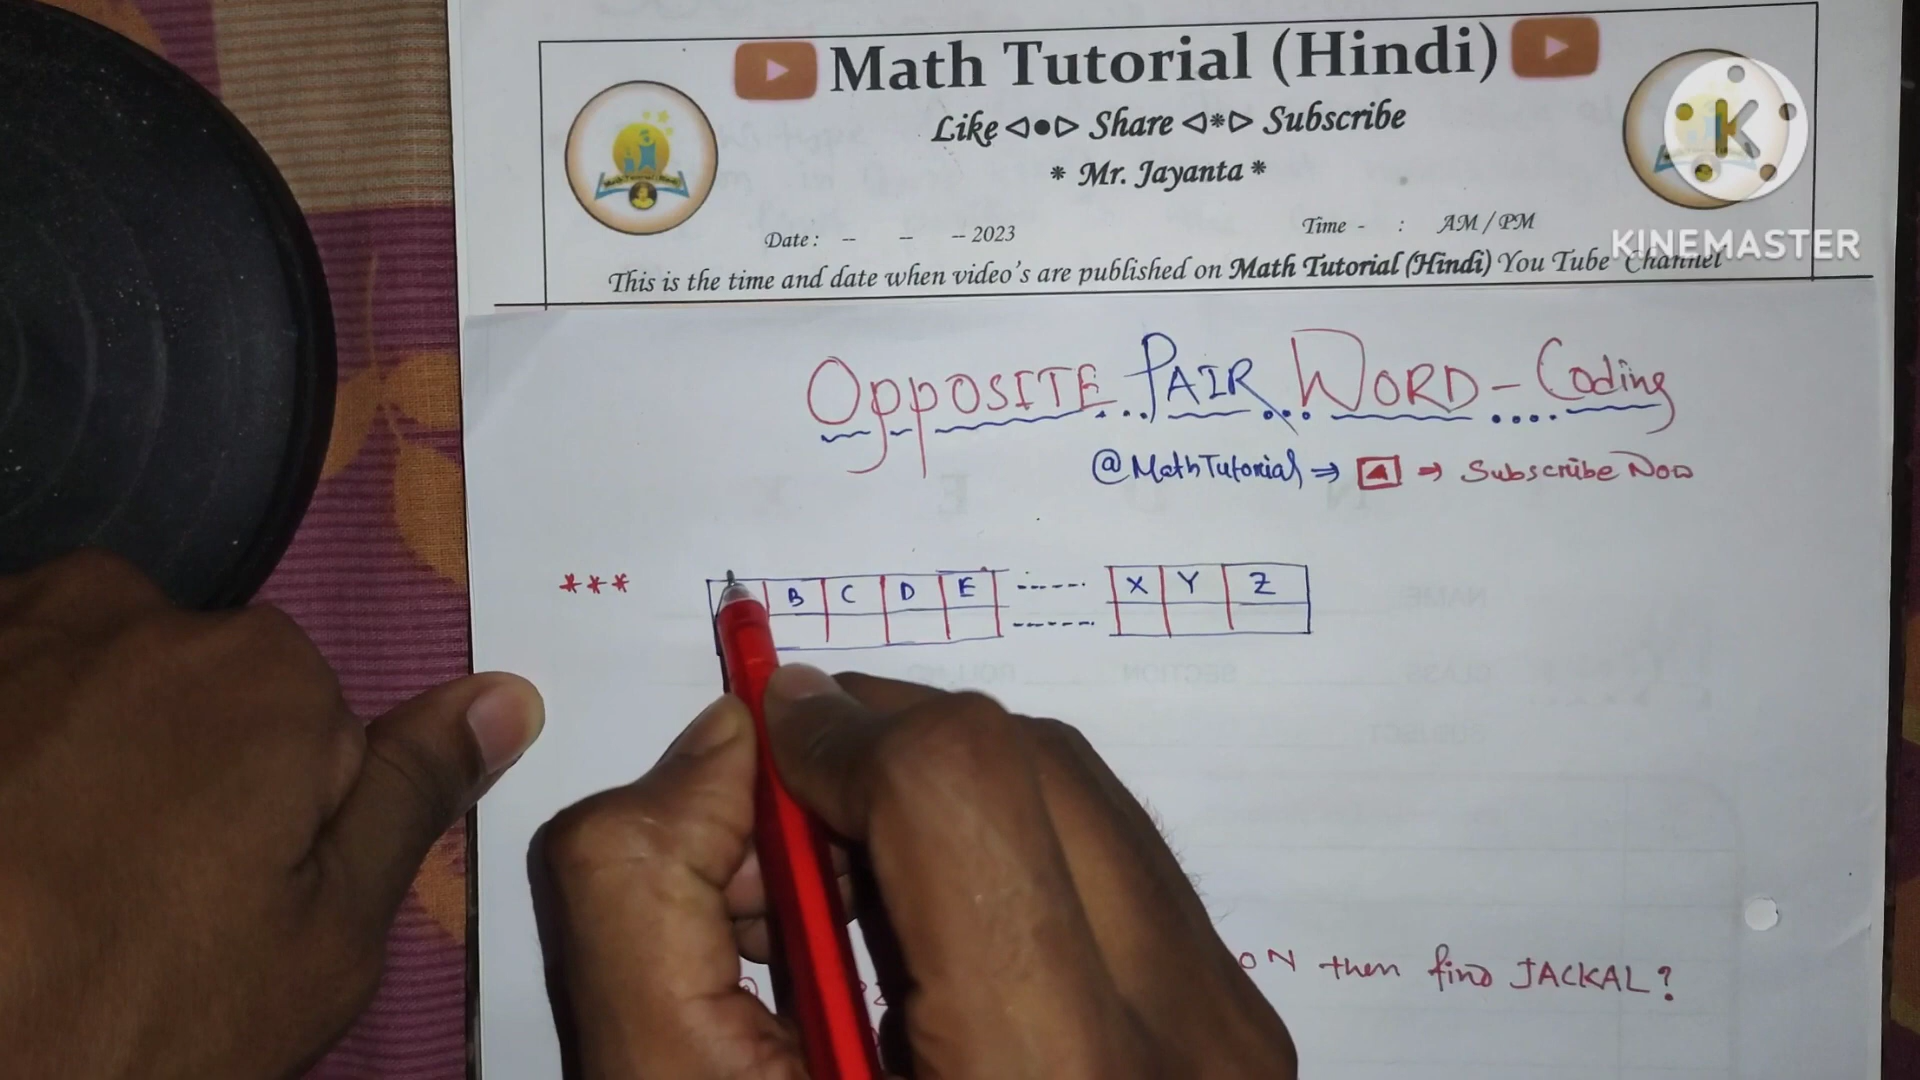 Math Tutorial (Hindi)
Like ◁●▷ Share ◁*▷ Subscribe
* Mr. Jayanta *
Date: -- -- -- 2023 Time - : AM / PM
This is the time and date when video's are published on Math Tutorial (Hindi) You Tube Channel
KINEMASTER
OPPOSITE PAIR WORD - Coding
@MathTutorial ⇒ ⇒ Subscribe Now
*** B C D E ------ X Y Z
------
ON then find JACKAL?